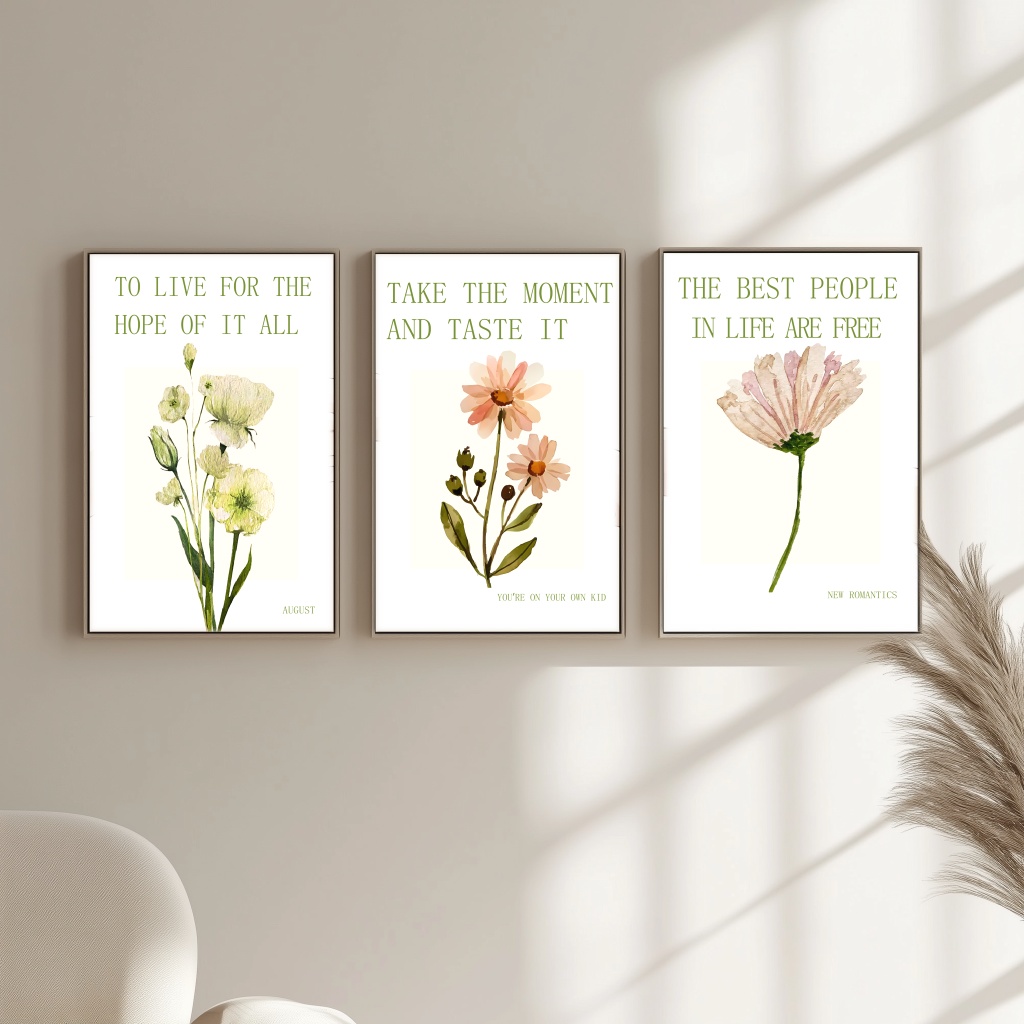 TO LIVE FOR THE
HOPE OF IT ALL
AUGUST
TAKE THE MOMENT
AND TASTE IT
YOU'RE ON YOUR OWN KID
THE BEST PEOPLE
IN LIFE ARE FREE
NEW ROMANTICS